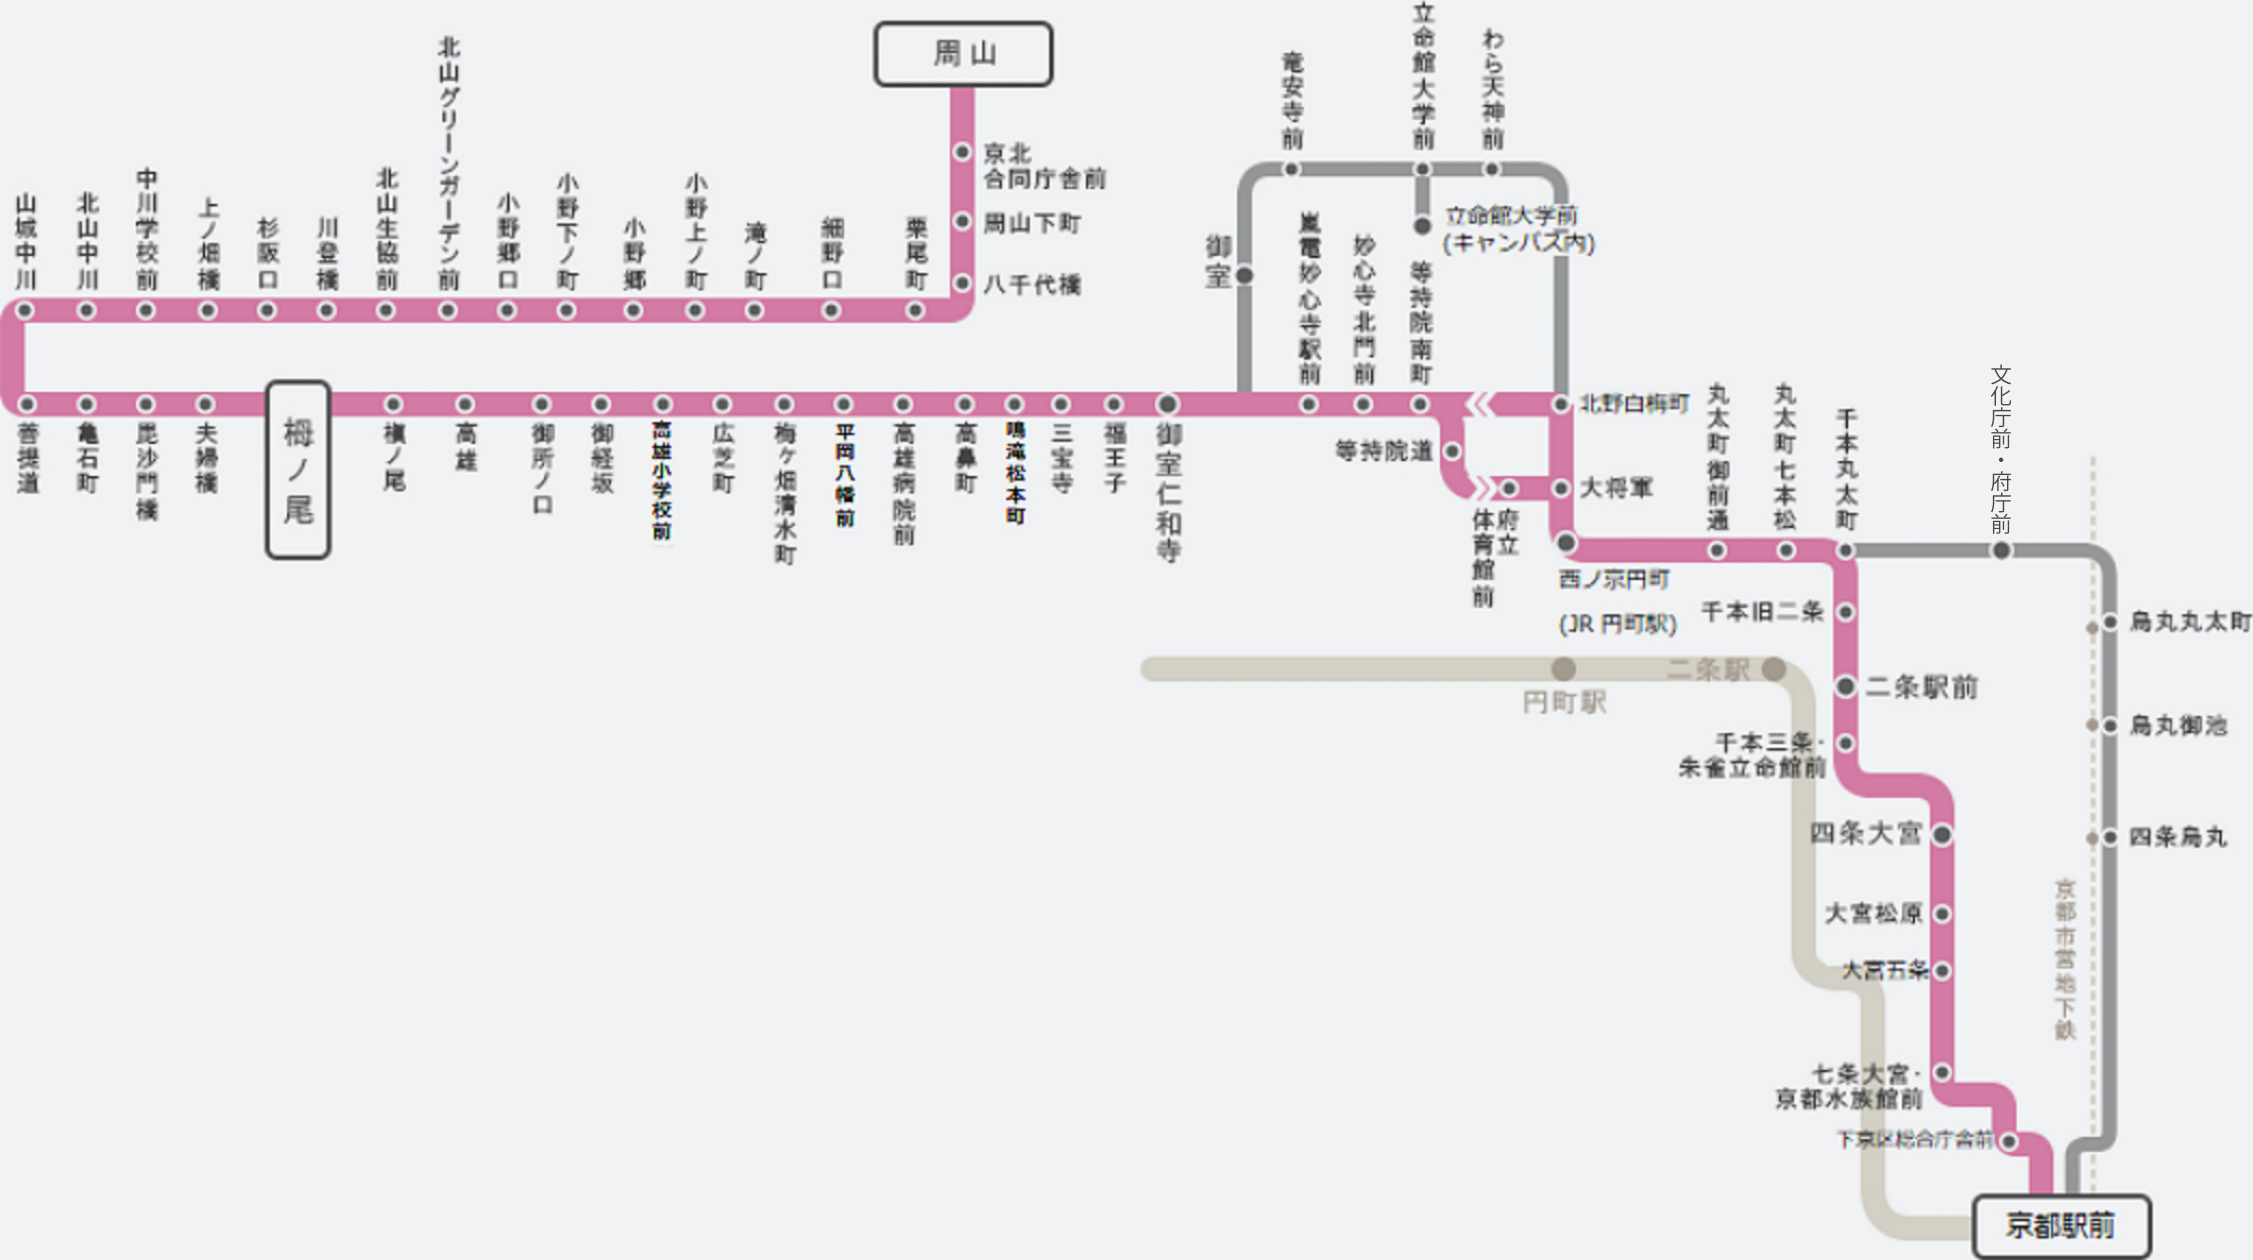 周山
京北
合同庁舎前
周山下町
八千代橋
栗尾町
細野口
滝ノ町
小野上ノ町
小野郷
小野下ノ町
小野郷口
北山グリーンガーデン前
北山生協前
川登橋
杉阪口
上ノ畑橋
中川学校前
北山中川
山城中川
菩提道
亀石町
毘沙門橋
夫婦橋
栂ノ尾
槇ノ尾
高雄
御所ノ口
御経坂
高雄小学校前
広芝町
梅ヶ畑清水町
平岡八幡前
高雄病院前
高鼻町
鳴滝松本町
三宝寺
福王子
御室仁和寺
御室
竜安寺前
立命館大学前
わら天神前
立命館大学前
(キャンパス内)
嵐電妙心寺駅前
妙心寺北門前
等持院南町
等持院道
府立
体育館前
北野白梅町
大将軍
西ノ京円町
(JR 円町駅)
丸太町御前通
丸太町七本松
千本丸太町
文化庁前・府庁前
千本旧二条
二条駅前
千本三条・
朱雀立命館前
四条大宮
大宮松原
大宮五条
七条大宮・
京都水族館前
下京区総合庁舎前
京都駅前
烏丸丸太町
烏丸御池
四条烏丸
京都市営地下鉄
円町駅
二条駅